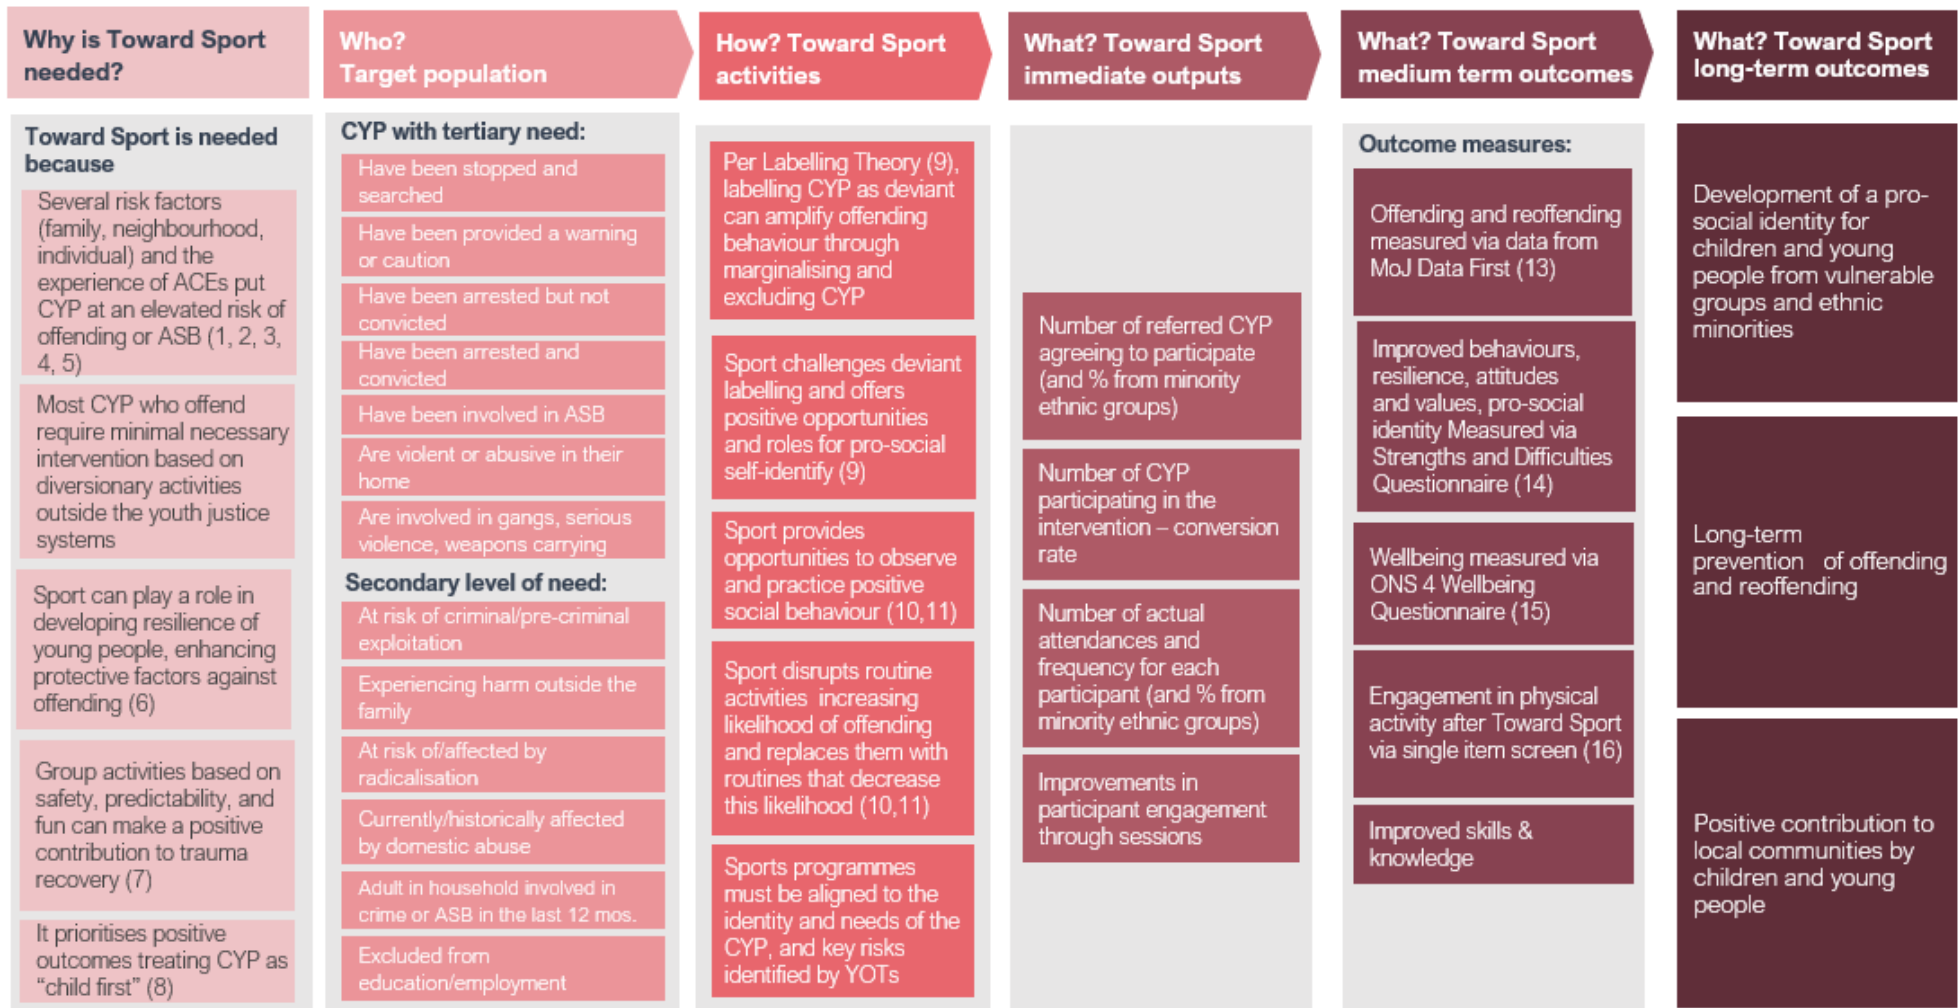 Why is Toward Sport
needed?
Toward Sport is needed
because
Several risk factors
(family, neighbourhood,
individual) and the
experience of ACEs put
CYP at an elevated risk of
offending or ASB (1, 2, 3,
4, 5)
Most CYP who offend
require minimal necessary
intervention based on
diversionary activities
outside the youth justice
systems
Sport can play a role in
developing resilience of
young people, enhancing
protective factors against
offending (6)
Group activities based on
safety, predictability, and
fun can make a positive
contribution to trauma
recovery (7)
It prioritises positive
outcomes treating CYP as
“child first” (8)
Who?
Target population
CYP with tertiary need:
Have been stopped and
searched
Have been provided a warning
or caution
Have been arrested but not
convicted
Have been arrested and
convicted
Have been involved in ASB
Are violent or abusive in their
home
Are involved in gangs, serious
violence, weapons carrying
Secondary level of need:
At risk of criminal/pre-criminal
exploitation
Experiencing harm outside the
family
At risk of/affected by
radicalisation
Currently/historically affected
by domestic abuse
Adult in household involved in
crime or ASB in the last 12 mos.
Excluded from
education/employment
How? Toward Sport
activities
Per Labelling Theory (9),
labelling CYP as deviant
can amplify offending
behaviour through
marginalising and
excluding CYP
Sport challenges deviant
labelling and offers
positive opportunities
and roles for pro-social
self-identify (9)
Sport provides
opportunities to observe
and practice positive
social behaviour (10,11)
Sport disrupts routine
activities increasing
likelihood of offending
and replaces them with
routines that decrease
this likelihood (10,11)
Sports programmes
must be aligned to the
identity and needs of the
CYP, and key risks
identified by YOTs
What? Toward Sport
immediate outputs
Number of referred CYP
agreeing to participate
(and % from minority
ethnic groups)
Number of CYP
participating in the
intervention – conversion
rate
Number of actual
attendances and
frequency for each
participant (and % from
minority ethnic groups)
Improvements in
participant engagement
through sessions
What? Toward Sport
medium term outcomes
Outcome measures:
Offending and reoffending
measured via data from
MoJ Data First (13)
Improved behaviours,
resilience, attitudes
and values, pro-social
identity Measured via
Strengths and Difficulties
Questionnaire (14)
Wellbeing measured via
ONS 4 Wellbeing
Questionnaire (15)
Engagement in physical
activity after Toward Sport
via single item screen (16)
Improved skills &
knowledge
What? Toward Sport
long-term outcomes
Development of a pro-
social identity for
children and young
people from vulnerable
groups and ethnic
minorities
Long-term
prevention of offending
and reoffending
Positive contribution to
local communities by
children and young
people